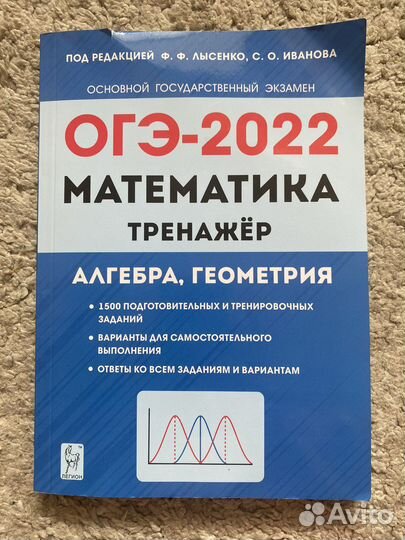 ПОД РЕДАКЦИЕЙ Ф. Ф. ЛЫСЕНКО, С. О. ИВАНОВА
ОСНОВНОЙ ГОСУДАРСТВЕННЫЙ ЭКЗАМЕН
ОГЭ-2022
МАТЕМАТИКА
ТРЕНАЖЁР
АЛГЕБРА, ГЕОМЕТРИЯ
• 1500 ПОДГОТОВИТЕЛЬНЫХ И ТРЕНИРОВОЧНЫХ
ЗАДАНИЙ
• ВАРИАНТЫ ДЛЯ САМОСТОЯТЕЛЬНОГО
ВЫПОЛНЕНИЯ
• ОТВЕТЫ КО ВСЕМ ЗАДАНИЯМ И ВАРИАНТАМ
ЛЕГИОН
Avito